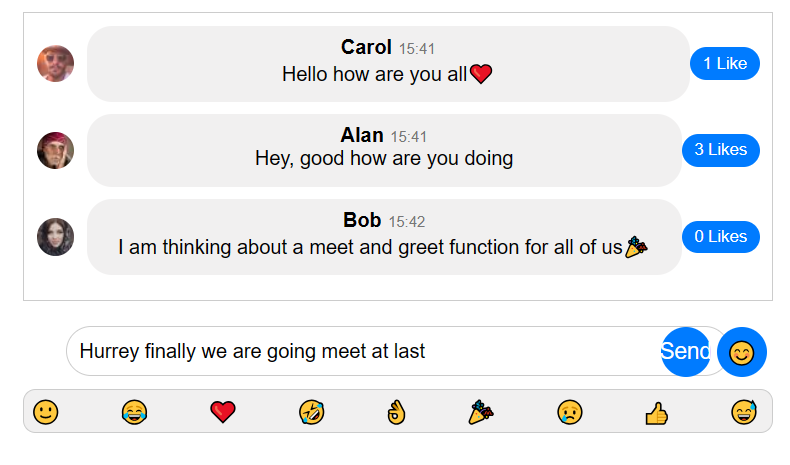 Carol 15:41
Hello how are you all❤️
1 Like
Alan 15:41
Hey, good how are you doing
3 Likes
Bob 15:42
I am thinking about a meet and greet function for all of us🎉
0 Likes
Hurrey finally we are going meet at last
Send